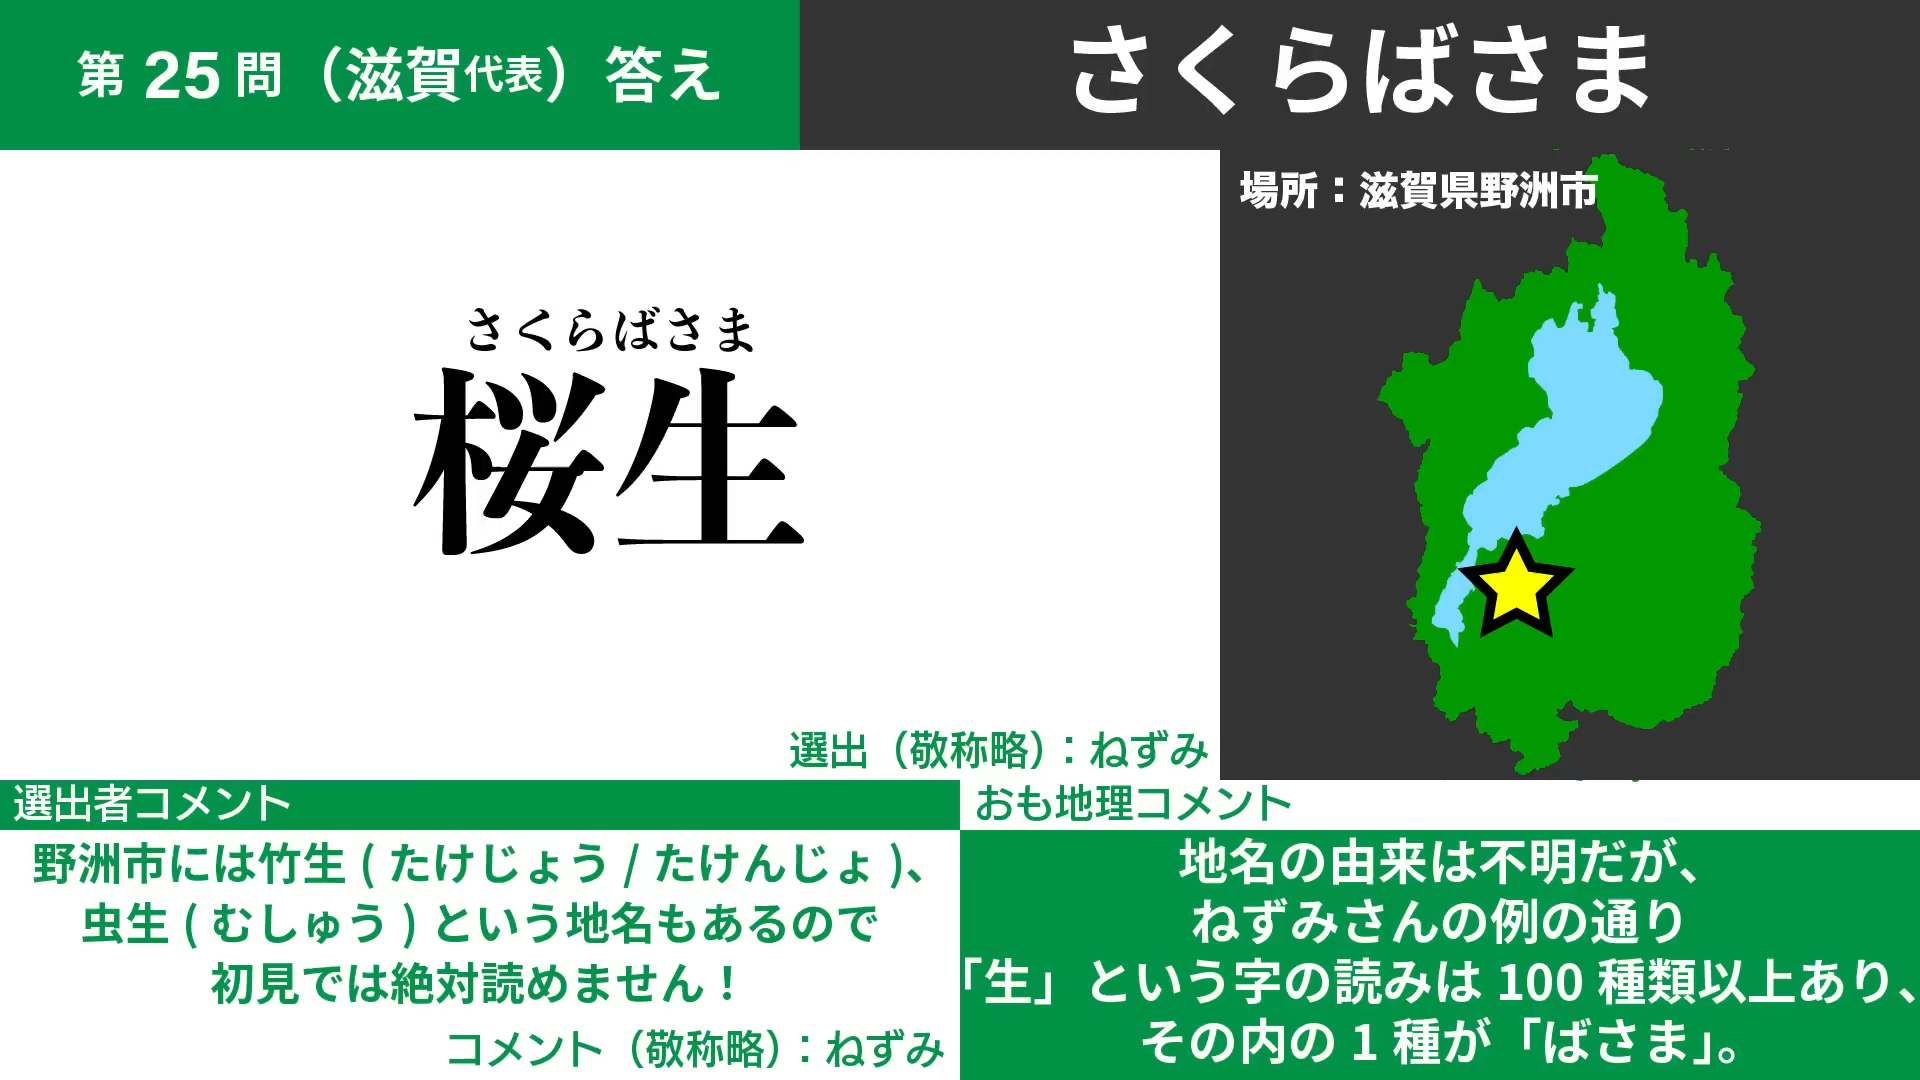 第 25 問（滋賀代表）答え
さくらばさま
場所：滋賀県野洲市
さくらばさま
桜生
選出（敬称略）：ねずみ
選出者コメント
野洲市には竹生 ( たけじょう / たけんじょ )、
虫生 ( むしゅう ) という地名もあるので
初見では絶対読めません！
コメント（敬称略）：ねずみ
おも地理コメント
地名の由来は不明だが、
ねずみさんの例の通り
「生」という字の読みは 100 種類以上あり、
その内の 1 種が「ばさま」。